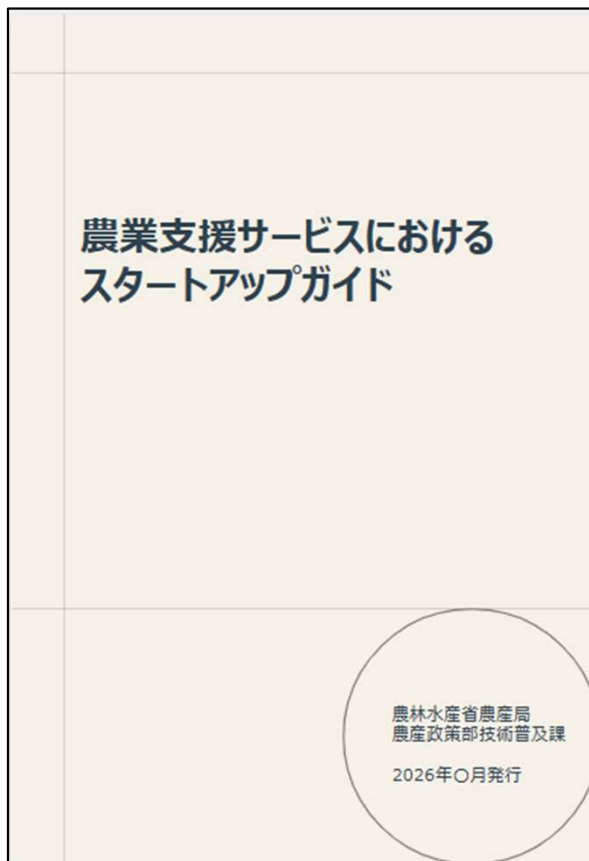 農業支援サービスにおける
スタートアップガイド
農林水産省農産局
農産政策部技術普及課
2026年〇月発行